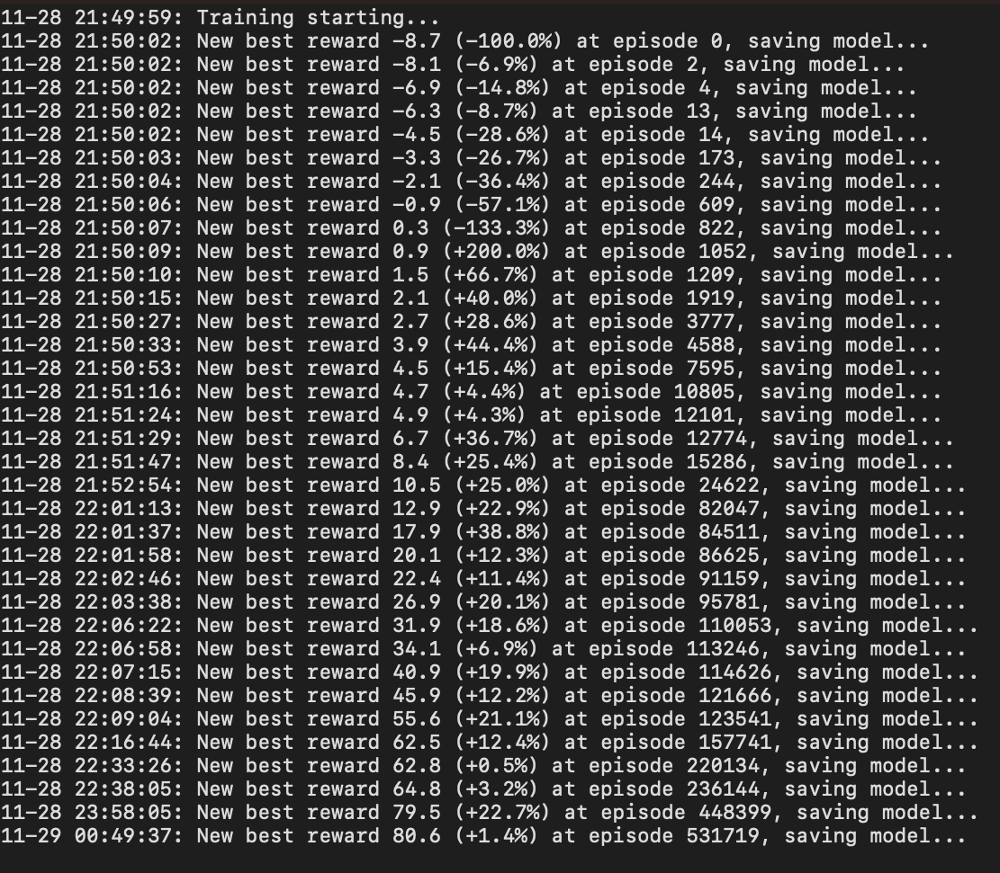 11-28 21:49:59: Training starting...
11-28 21:50:02: New best reward -8.7 (-100.0%) at episode 0, saving model...
11-28 21:50:02: New best reward -8.1 (-6.9%) at episode 2, saving model...
11-28 21:50:02: New best reward -6.9 (-14.8%) at episode 4, saving model...
11-28 21:50:02: New best reward -6.3 (-8.7%) at episode 13, saving model...
11-28 21:50:02: New best reward -4.5 (-28.6%) at episode 14, saving model...
11-28 21:50:03: New best reward -3.3 (-26.7%) at episode 173, saving model...
11-28 21:50:04: New best reward -2.1 (-36.4%) at episode 244, saving model...
11-28 21:50:06: New best reward -0.9 (-57.1%) at episode 609, saving model...
11-28 21:50:07: New best reward 0.3 (-133.3%) at episode 822, saving model...
11-28 21:50:09: New best reward 0.9 (+200.0%) at episode 1052, saving model...
11-28 21:50:10: New best reward 1.5 (+66.7%) at episode 1209, saving model...
11-28 21:50:15: New best reward 2.1 (+40.0%) at episode 1919, saving model...
11-28 21:50:27: New best reward 2.7 (+28.6%) at episode 3777, saving model...
11-28 21:50:33: New best reward 3.9 (+44.4%) at episode 4588, saving model...
11-28 21:50:53: New best reward 4.5 (+15.4%) at episode 7595, saving model...
11-28 21:51:16: New best reward 4.7 (+4.4%) at episode 10805, saving model...
11-28 21:51:24: New best reward 4.9 (+4.3%) at episode 12101, saving model...
11-28 21:51:29: New best reward 6.7 (+36.7%) at episode 12774, saving model...
11-28 21:51:47: New best reward 8.4 (+25.4%) at episode 15286, saving model...
11-28 21:52:54: New best reward 10.5 (+25.0%) at episode 24622, saving model...
11-28 22:01:13: New best reward 12.9 (+22.9%) at episode 82047, saving model...
11-28 22:01:37: New best reward 17.9 (+38.8%) at episode 84511, saving model...
11-28 22:01:58: New best reward 20.1 (+12.3%) at episode 86625, saving model...
11-28 22:02:46: New best reward 22.4 (+11.4%) at episode 91159, saving model...
11-28 22:03:38: New best reward 26.9 (+20.1%) at episode 95781, saving model...
11-28 22:06:22: New best reward 31.9 (+18.6%) at episode 110053, saving model...
11-28 22:06:58: New best reward 34.1 (+6.9%) at episode 113246, saving model...
11-28 22:07:15: New best reward 40.9 (+19.9%) at episode 114626, saving model...
11-28 22:08:39: New best reward 45.9 (+12.2%) at episode 121666, saving model...
11-28 22:09:04: New best reward 55.6 (+21.1%) at episode 123541, saving model...
11-28 22:16:44: New best reward 62.5 (+12.4%) at episode 157741, saving model...
11-28 22:33:26: New best reward 62.8 (+0.5%) at episode 220134, saving model...
11-28 22:38:05: New best reward 64.8 (+3.2%) at episode 236144, saving model...
11-28 23:58:05: New best reward 79.5 (+22.7%) at episode 448399, saving model...
11-29 00:49:37: New best reward 80.6 (+1.4%) at episode 531719, saving model...